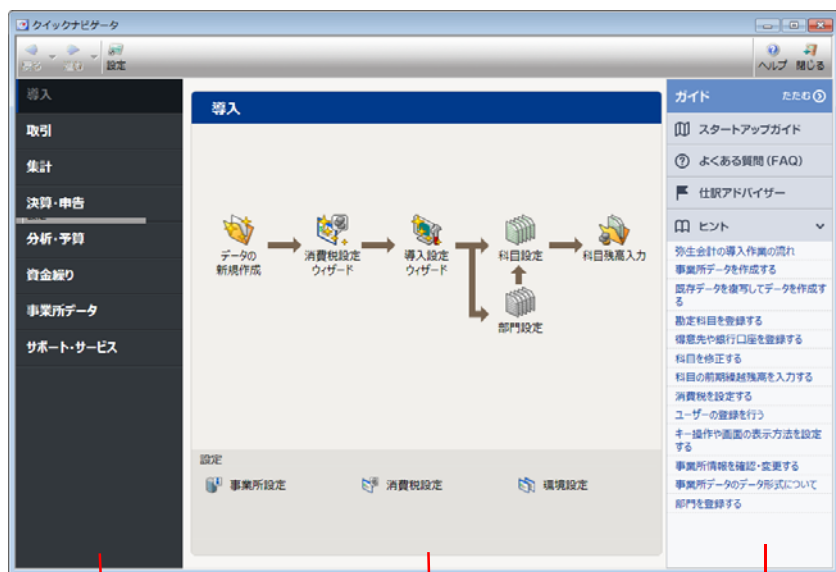 クイックナビゲータ
設定
ヘルプ 閉じる
導入
取引
集計
決算・申告
分析・予算
資金繰り
事業所データ
サポート・サービス
導入
データの
新規作成
消費税設定
ウィザード
導入設定
ウィザード
科目設定
科目残高入力
部門設定
設定
事業所設定
消費税設定
環境設定
ガイド たたむ
スタートアップガイド
よくある質問(FAQ)
仕訳アドバイザー
ヒント
弥生会計の導入作業の流れ
事業所データを作成する
既存データを複写してデータを作成す
る
勘定科目を登録する
得意先や銀行口座を登録する
科目を修正する
科目の前期繰越残高を入力する
消費税を設定する
ユーザーの登録を行う
キー操作や画面の表示方法を設定
する
事業所情報を確認・変更する
事業所データのデータ形式について
部門を登録する